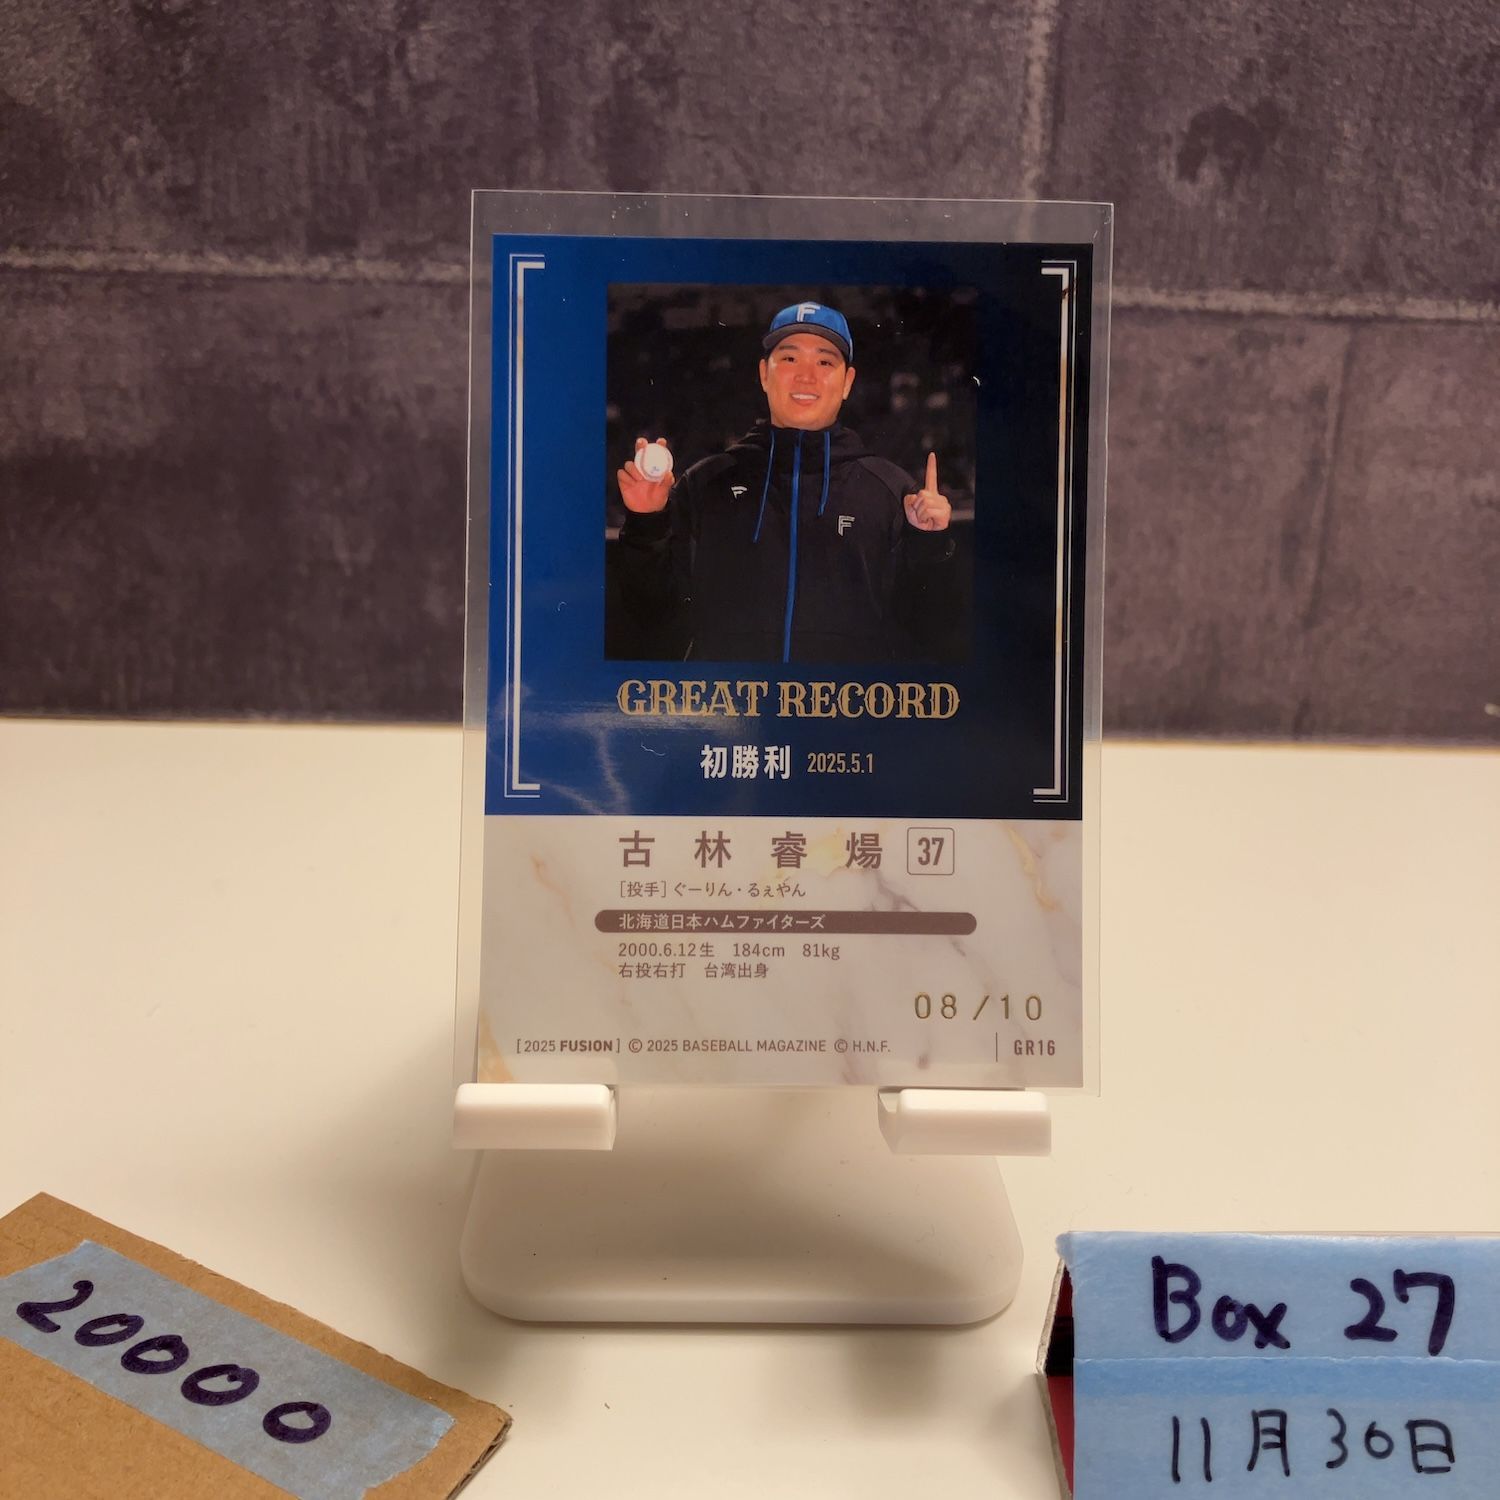 F
F
GREAT RECORD
初勝利 2025.5.1
古林睿煬 37
[投手]ぐーりん・るぇやん
北海道日本ハムファイターズ
2000.6.12生 184cm 81kg
右投右打 台湾出身
08/10
[2025 FUSION] © 2025 BASEBALL MAGAZINE © H.N.F. GR16
20000
Box 27
11月30日